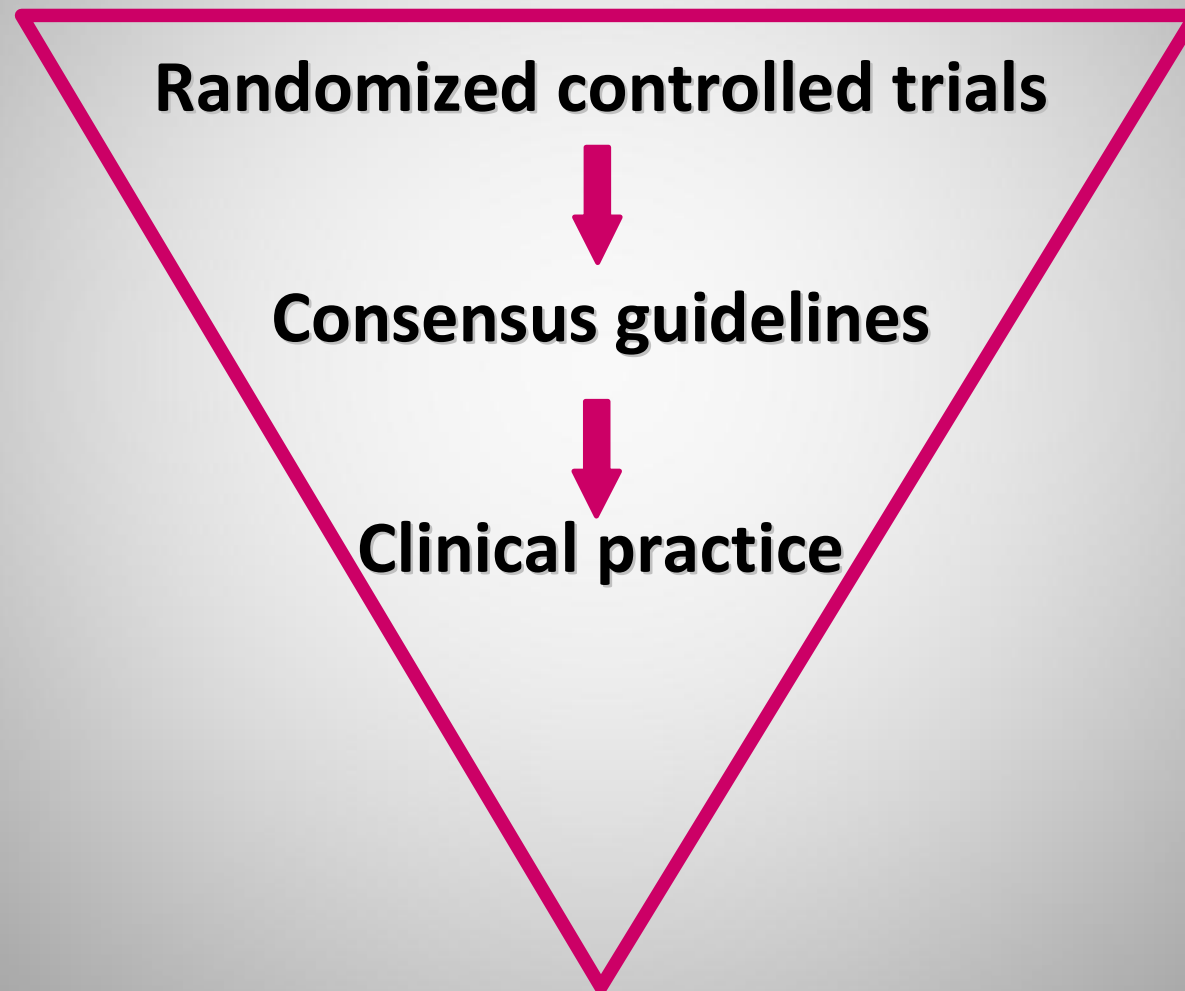 Randomized controlled trials
Consensus guidelines
Clinical practice